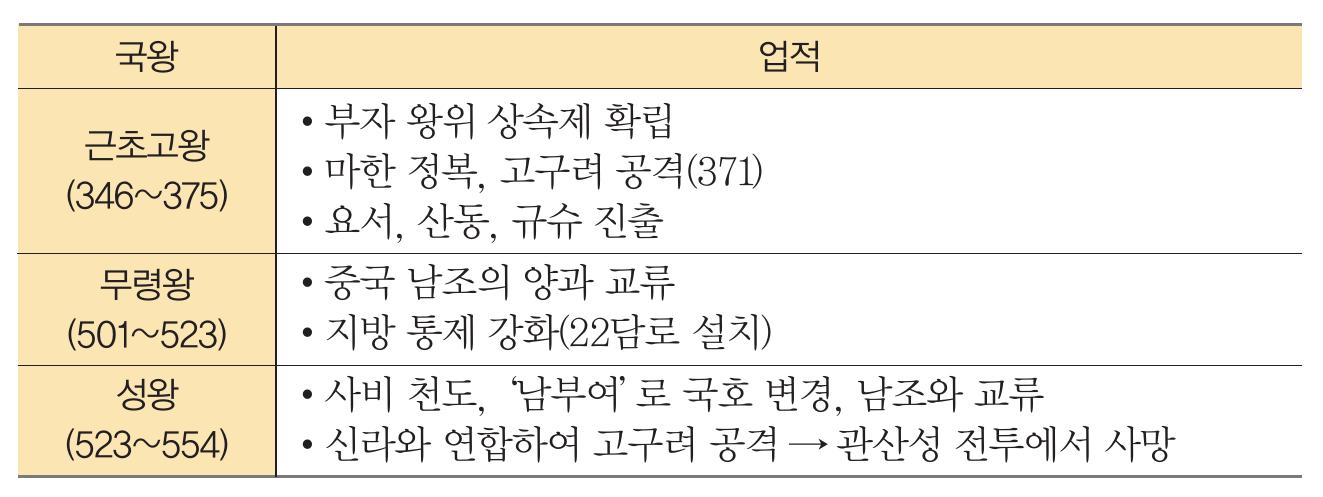 국왕
업적
근초고왕
(346~375)
• 부자 왕위 상속제 확립
• 마한 정복, 고구려 공격(371)
• 요서, 산둥, 규슈 진출
무령왕
(501~523)
• 중국 남조의 양과 교류
• 지방 통제 강화(22담로 설치)
성왕
(523~554)
• 사비 천도, ‘남부여’로 국호 변경, 남조와 교류
• 신라와 연합하여 고구려 공격 → 관산성 전투에서 사망